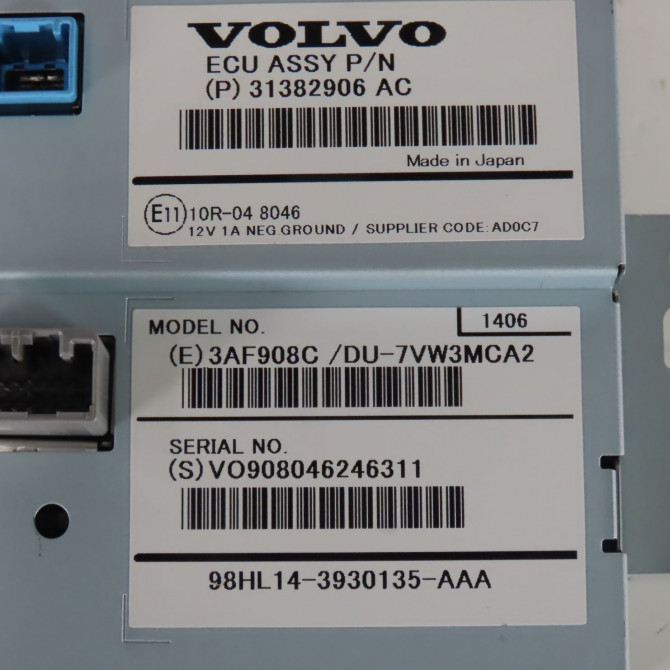 VOLVO
ECU ASSY P/N
(P) 31382906 AC
Made in Japan
E11 10R-04 8046
12V 1A NEG GROUND / SUPPLIER CODE: AD0C7
MODEL NO.
1406
(E) 3AF908C /DU-7VW3MCA2
SERIAL NO.
(S) VO908046246311
98HL14-3930135-AAA